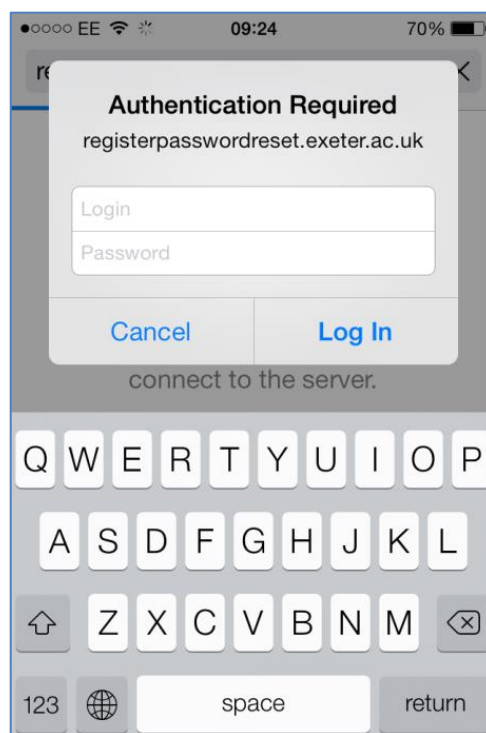 EE 09:24 70%
re
Authentication Required
registerpasswordreset.exeter.ac.uk
Login
Password
Cancel Log In
connect to the server.
Q W E R T Y U I O P
A S D F G H J K L
Z X C V B N M
123 space return